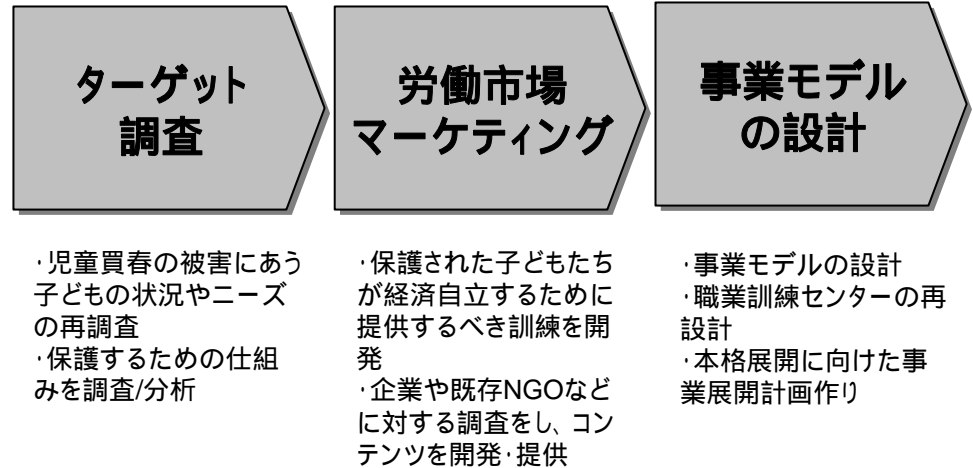 ターゲット
調査
労働市場
マーケティング
事業モデル
の設計
・児童買春の被害にあう
子どもの状況やニーズ
の再調査
・保護するための仕組
みを調査/分析
・保護された子どもたち
が経済自立するために
提供するべき訓練を開
発
・企業や既存NGOなど
に対する調査をし、コン
テンツを開発・提供
・事業モデルの設計
・職業訓練センターの再
設計
・本格展開に向けた事
業展開計画作り